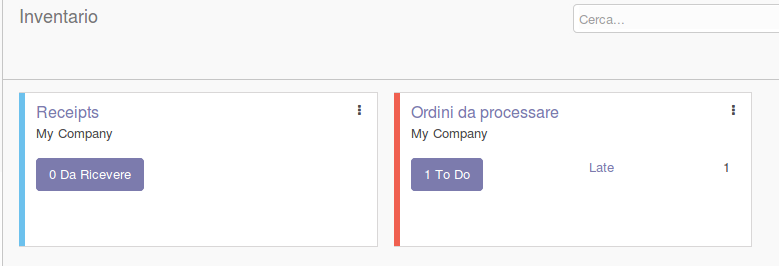 Inventario
Cerca...
Receipts
My Company
0 Da Ricevere
Ordini da processare
My Company
1 To Do
Late 1